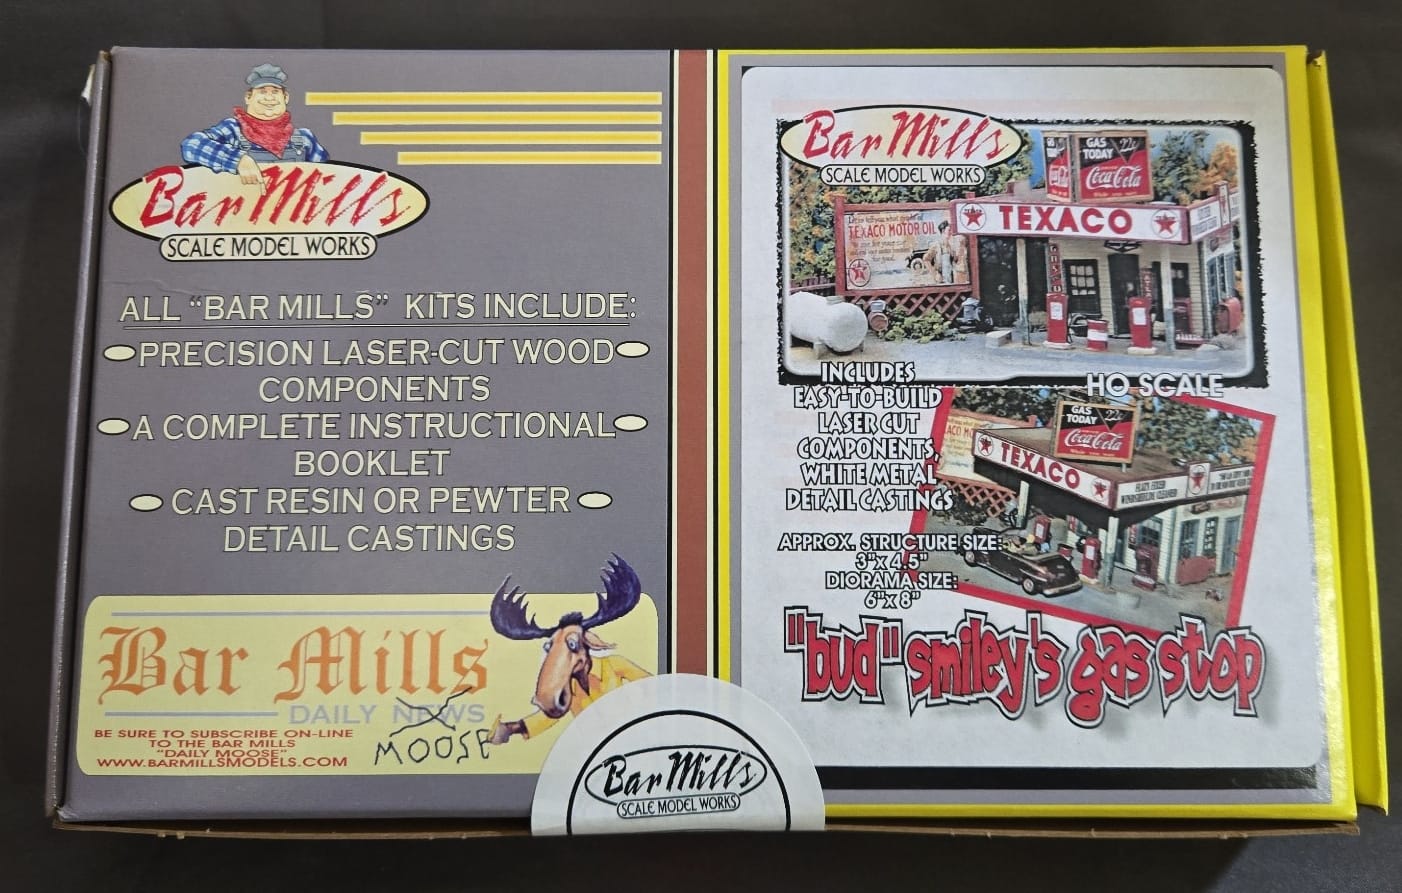 Bar Mills
SCALE MODEL WORKS
ALL "BAR MILLS" KITS INCLUDE:
PRECISION LASER-CUT WOOD
COMPONENTS
A COMPLETE INSTRUCTIONAL
BOOKLET
CAST RESIN OR PEWTER
DETAIL CASTINGS
Bar Mills
DAILY NEWS
MOOSE
BE SURE TO SUBSCRIBE ON-LINE
TO THE BAR MILLS
"DAILY MOOSE"
WWW.BARMILLSMODELS.COM
Bar Mills
SCALE MODEL WORKS
Bar Mills
SCALE MODEL WORKS
GAS
TODAY 22¢
Coca-Cola
TEXACO
TEXACO MOTOR OIL
HO SCALE
INCLUDES
EASY-TO-BUILD
LASER CUT
COMPONENTS,
WHITE METAL
DETAIL CASTINGS
GAS
TODAY 22¢
Coca-Cola
TEXACO
APPROX. STRUCTURE SIZE:
3"x 4.5"
DIORAMA SIZE:
6"x 8"
"bud" smiley's gas stop